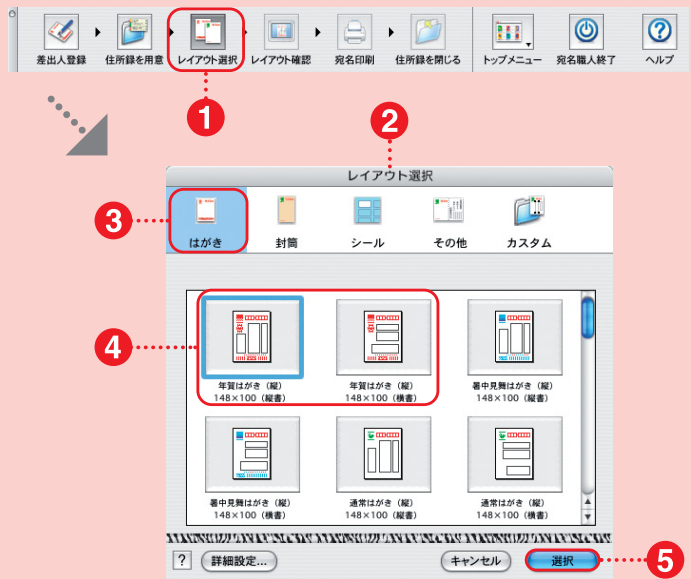 差出人登録 住所録を用意 レイアウト選択 レイアウト確認 宛名印刷 住所録を閉じる トップメニュー 宛名職人終了 ヘルプ
1
2
レイアウト選択
3
はがき 封筒 シール その他 カスタム
4
年賀はがき（縦） 年賀はがき（縦） 暑中見舞はがき（縦）
148×100（縦書） 148×100（横書） 148×100（縦書）
暑中見舞はがき（縦） 通常はがき（縦） 通常はがき（縦）
148×100（横書） 148×100（縦書） 148×100（横書）
? 詳細設定... キャンセル 選択 5